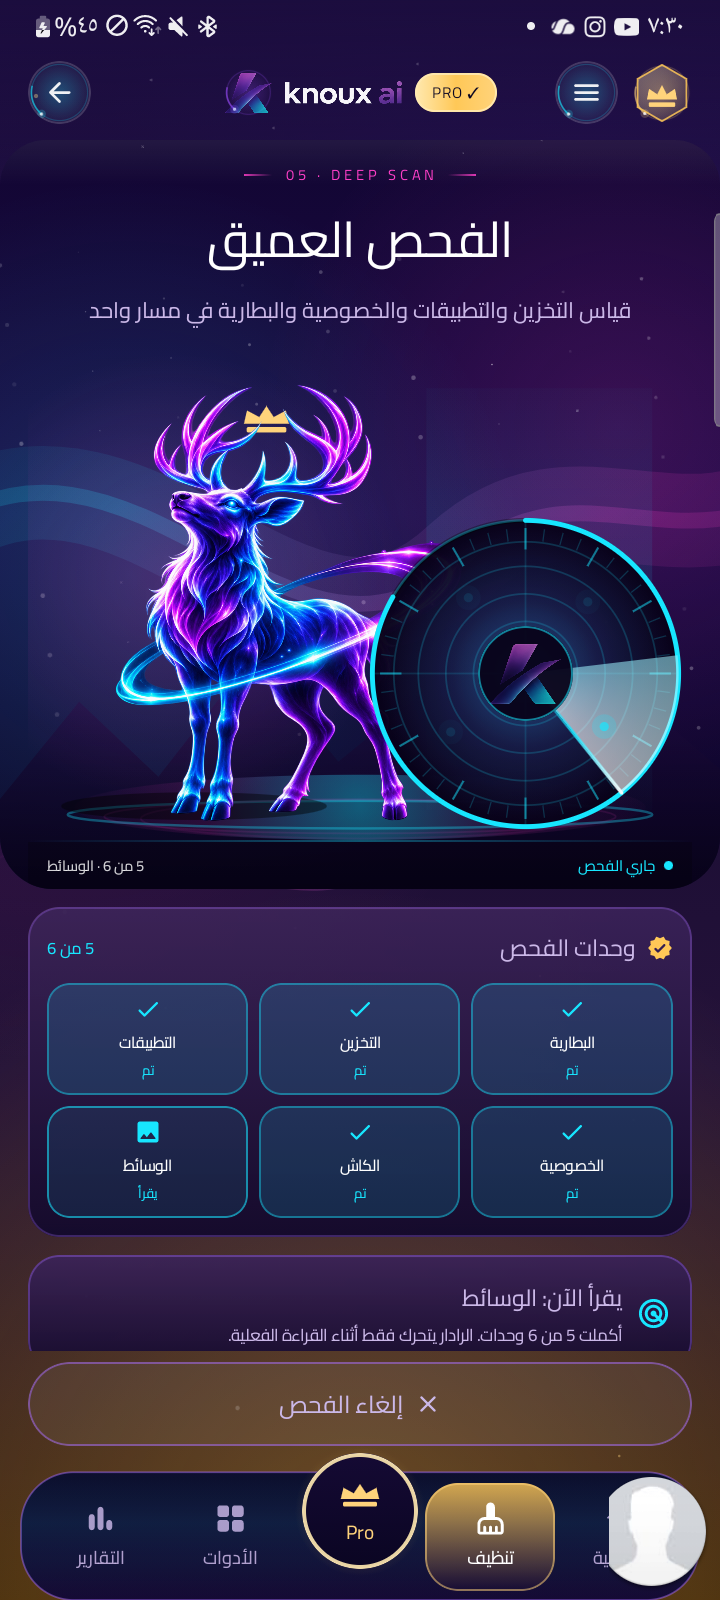 ٧:٣٠
%٤٥
knoux ai
PRO ✓
05 · DEEP SCAN
الفحص العميق
قياس التخزين والتطبيقات والخصوصية والبطارية في مسار واحد
جاري الفحص
5 من 6 · الوسائط
وحدات الفحص
5 من 6
البطارية
تم
التخزين
تم
التطبيقات
تم
الخصوصية
تم
الكاش
تم
الوسائط
يقرأ
يقرأ الآن: الوسائط
أكملت 5 من 6 وحدات. الرادار يتحرك فقط أثناء القراءة الفعلية.
إلغاء الفحص
تنظيف
Pro
الأدوات
التقارير